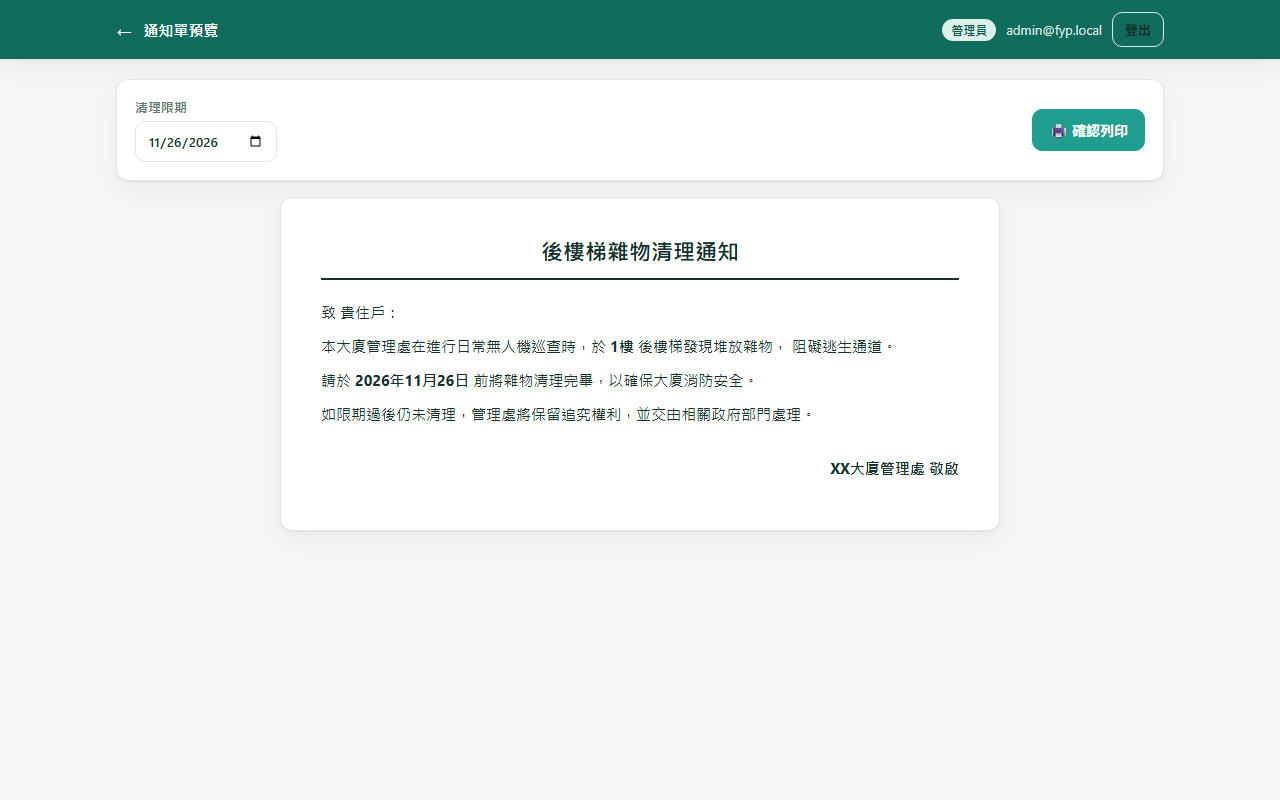 ← 通知單預覽
管理員 admin@fyp.local 登出
清理限期
11/26/2026
確認列印
後樓梯雜物清理通知
致 貴住戶：
本大廈管理處在進行日常無人機巡查時，於 1樓 後樓梯發現堆放雜物， 阻礙逃生通道。
請於 2026年11月26日 前將雜物清理完畢，以確保大廈消防安全。
如限期過後仍未清理，管理處將保留追究權利，並交由相關政府部門處理。
XX大廈管理處 敬啟